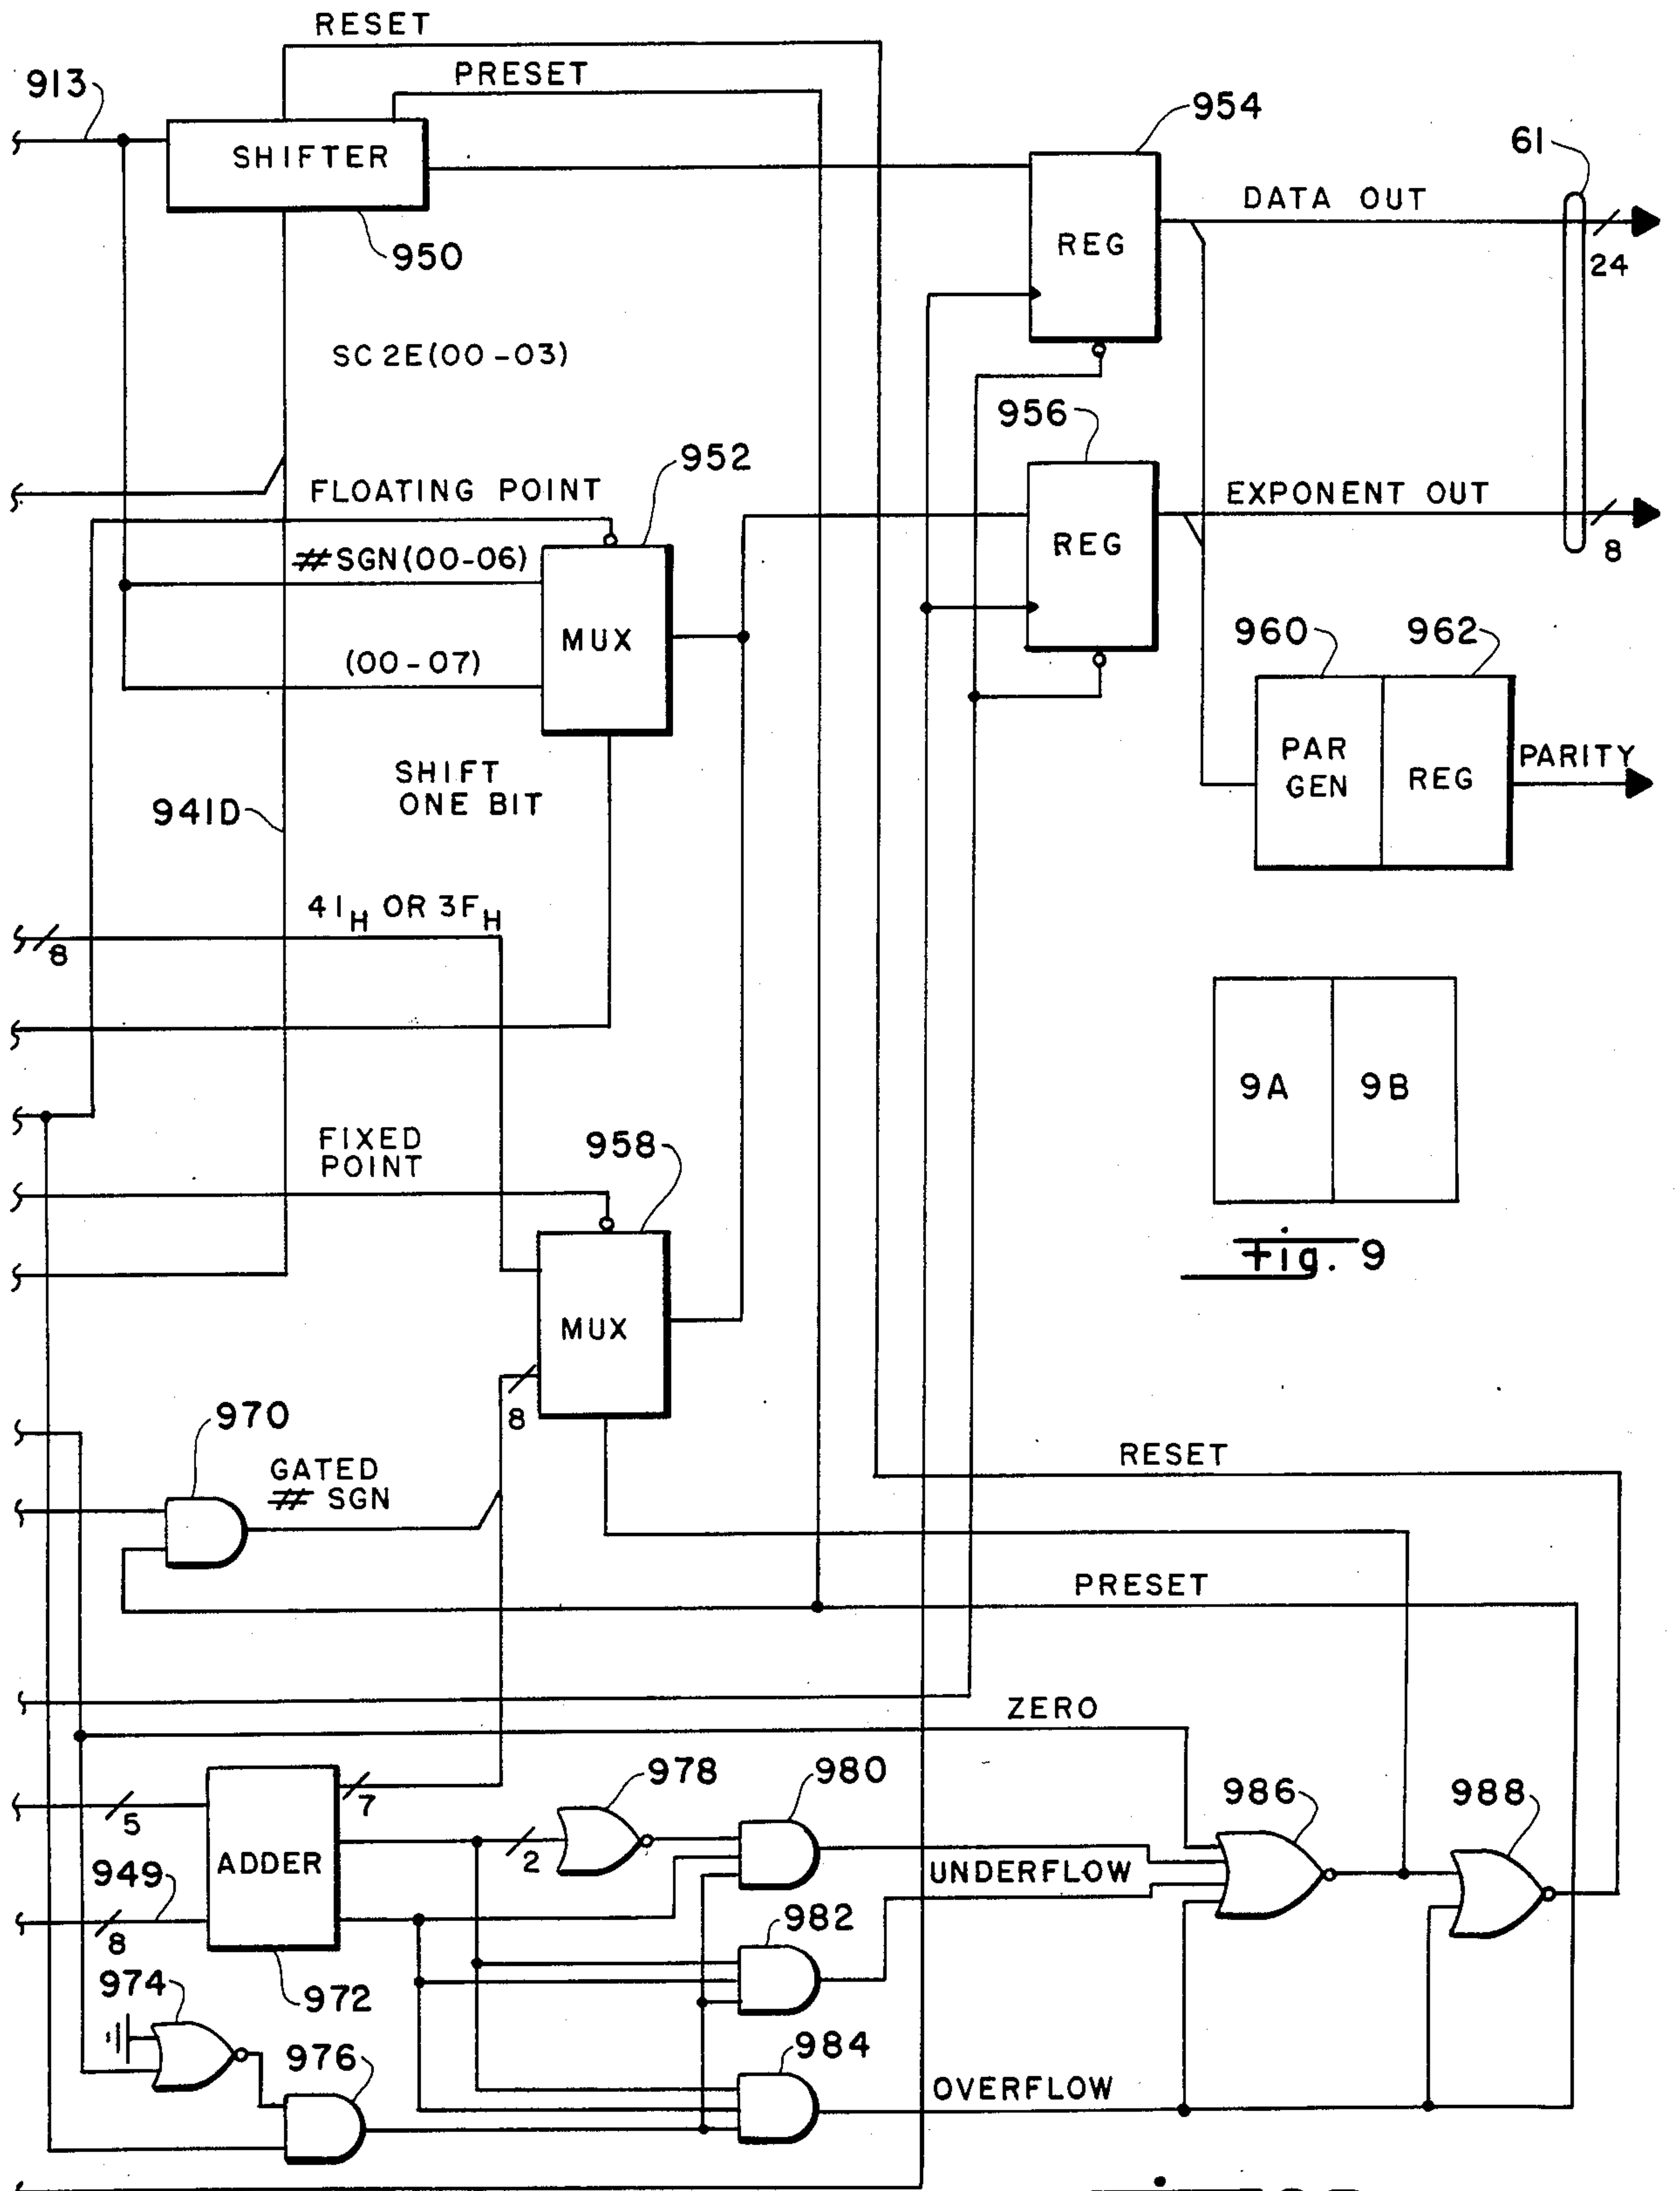 RESET
PRESET
913
SHIFTER
950
954
61
REG
DATA OUT
24
SC2E(00-03)
952
956
FLOATING POINT
#SGN(00-06)
MUX
(00-07)
REG
EXPONENT OUT
8
960
962
PAR
GEN
REG
PARITY
SHIFT
ONE BIT
941D
41H OR 3FH
8
9A
9B
Fig. 9
FIXED
POINT
958
MUX
8
970
GATED
# SGN
RESET
PRESET
ZERO
5
7
ADDER
949
8
972
978
2
980
UNDERFLOW
982
986
988
974
976
984
OVERFLOW